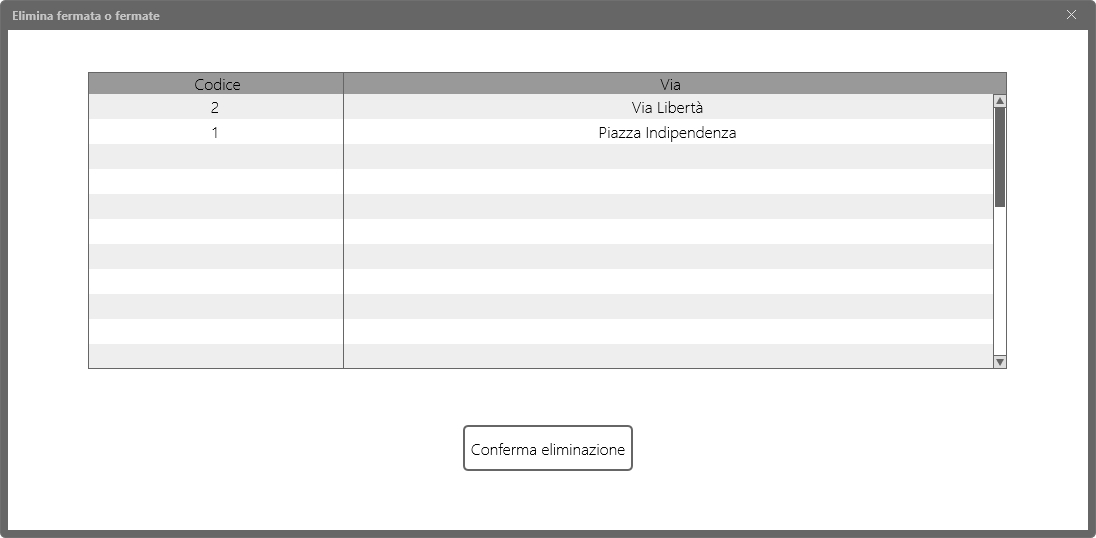 Elimina fermata o fermate
Codice Via
2 Via Libertà
1 Piazza Indipendenza
Conferma eliminazione